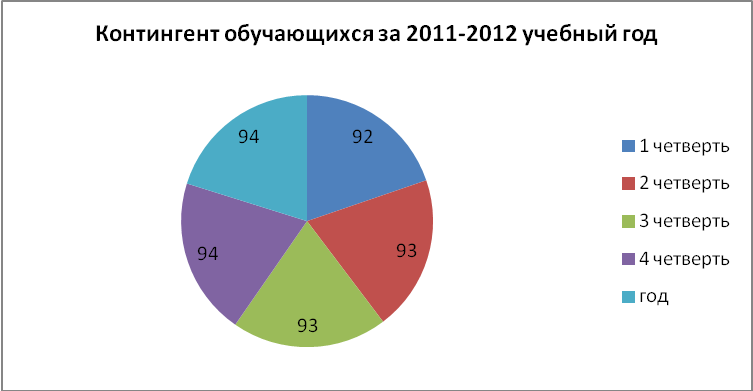 Контингент обучающихся за 2011-2012 учебный год
94
92
94
93
93
1 четверть
2 четверть
3 четверть
4 четверть
год